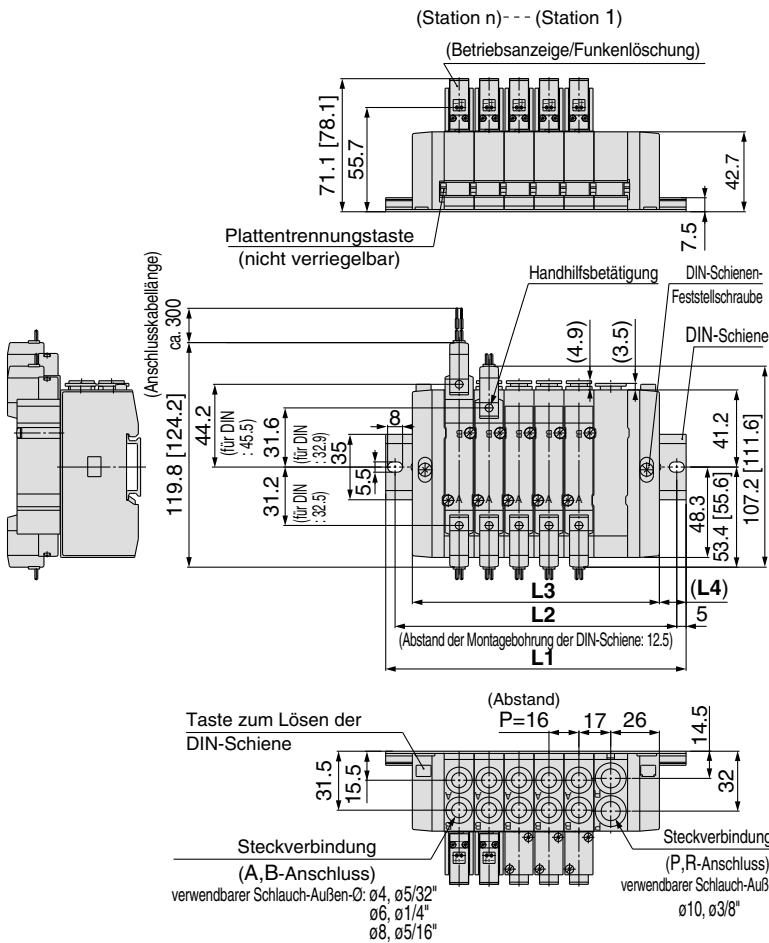 (Station n)--- (Station 1)
(Betriebsanzeige/Funkenlöschung)
71.1 [78.1]
55.7
42.7
7.5
Plattentrennungstaste
(nicht verriegelbar)
Handhilfsbetätigung
DIN-Schienen-
Feststellschraube
DIN-Schiene
(Anschlusskabellänge)
ca. 300
(4.9)
(3.5)
119.8 [124.2]
44.2
(für DIN
: 45.5)
31.6
(für DIN
: 32.9)
8
35
5.5
31.2
(für DIN
: 32.5)
B B B B B
A A A A A
41.2
48.3
53.4 [55.6]
107.2 [111.6]
L3
(L4)
L2
5
(Abstand der Montagebohrung der DIN-Schiene: 12.5)
L1
(Abstand)
P=16
17
26
14.5
Taste zum Lösen der
DIN-Schiene
31.5
15.5
32
Steckverbindung
(A,B-Anschluss)
verwendbarer Schlauch-Außen-Ø: ø4, ø5/32"
ø6, ø1/4"
ø8, ø5/16"
Steckverbindung
(P,R-Anschluss)
verwendbarer Schlauch-Auß
ø10, ø3/8"